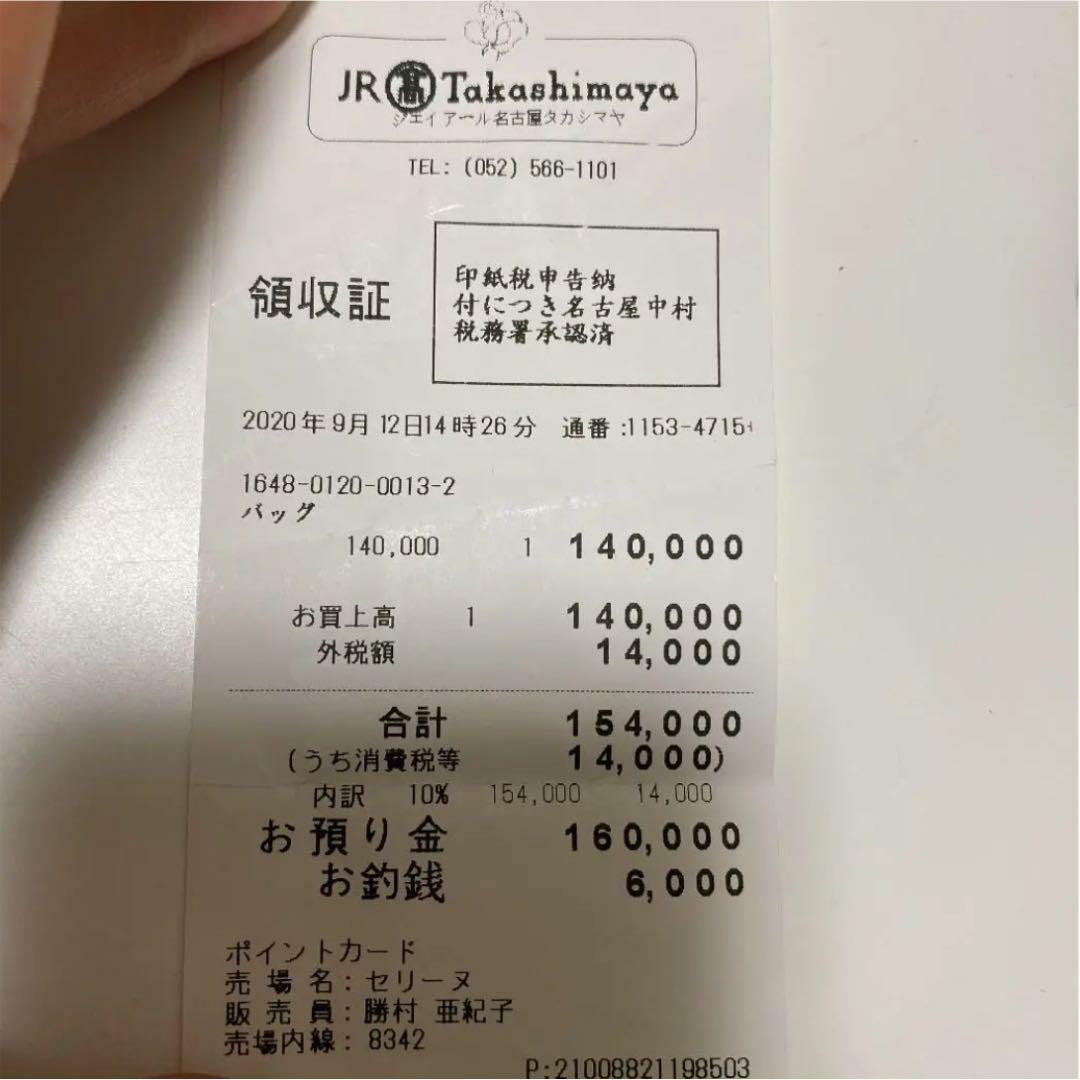 JR 髙 Takashimaya
ジェイアール名古屋タカシマヤ
TEL: (052) 566-1101
領収証
印紙税申告納
付につき名古屋中村
税務署承認済
2020年 9月 12日14時26分 通番:1153-4715
1648-0120-0013-2
バッグ
140,000 1 140,000
お買上高 1 140,000
外税額 14,000
合計 154,000
(うち消費税等 14,000)
内訳 10% 154,000 14,000
お預り金 160,000
お釣銭 6,000
ポイントカード
売 場 名: セリーヌ
販 売 員: 勝村 亜紀子
売場内線: 8342
P:21008821198503